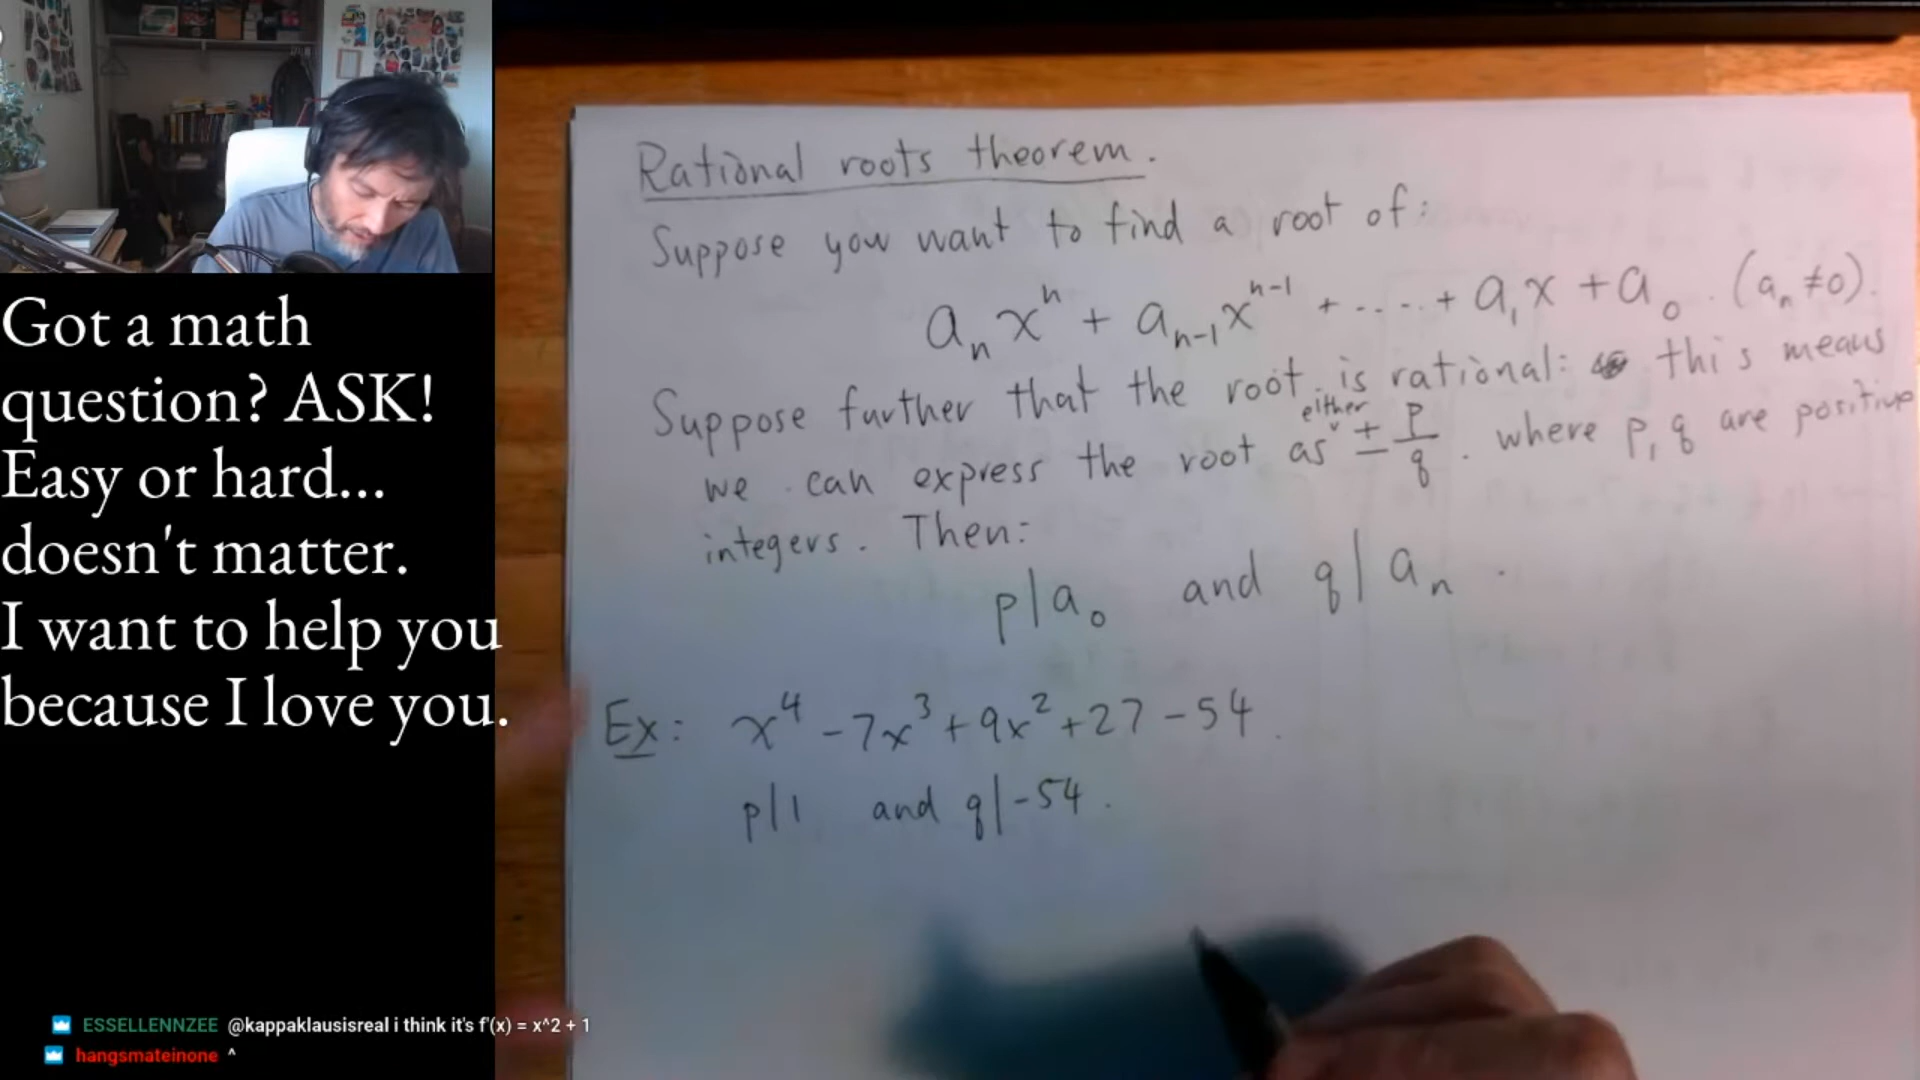 Got a math
question? ASK!
Easy or hard...
doesn't matter.
I want to help you
because I love you.
ESSELLENNZEE @kappaklausisreal i think it's f'(x) = x^2 + 1
hangsmateinone ^
Rational roots theorem.
Suppose you want to find a root of:
aₙxⁿ + aₙ₋₁xⁿ⁻¹ + ..... + a₁x + a₀. (aₙ ≠ 0).
Suppose further that the root is rational: this means
we can express the root as either ± p/q. where p, q are positive
integers. Then:
p|a₀ and q|aₙ.
Ex: x⁴ - 7x³ + 9x² + 27 - 54.
p|1 and q|-54.